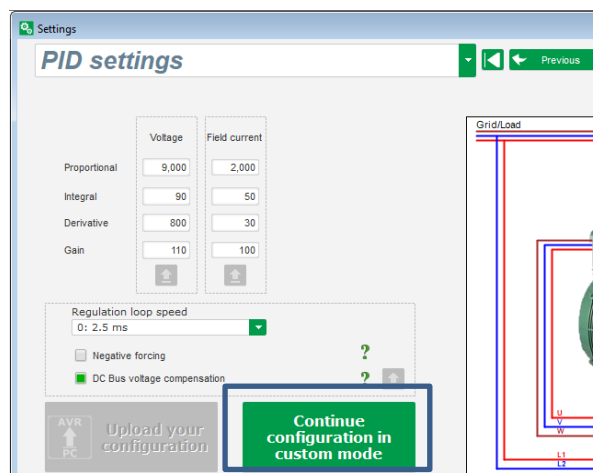 Settings
PID settings
Previous
Grid/Load
Voltage Field current
Proportional 9,000 2,000
Integral 90 50
Derivative 800 30
Gain 110 100
Regulation loop speed
0: 2.5 ms
Negative forcing ?
DC Bus voltage compensation ?
AVR
PC
Upload your
configuration
Continue
configuration in
custom mode
U
V
W
L1
L2